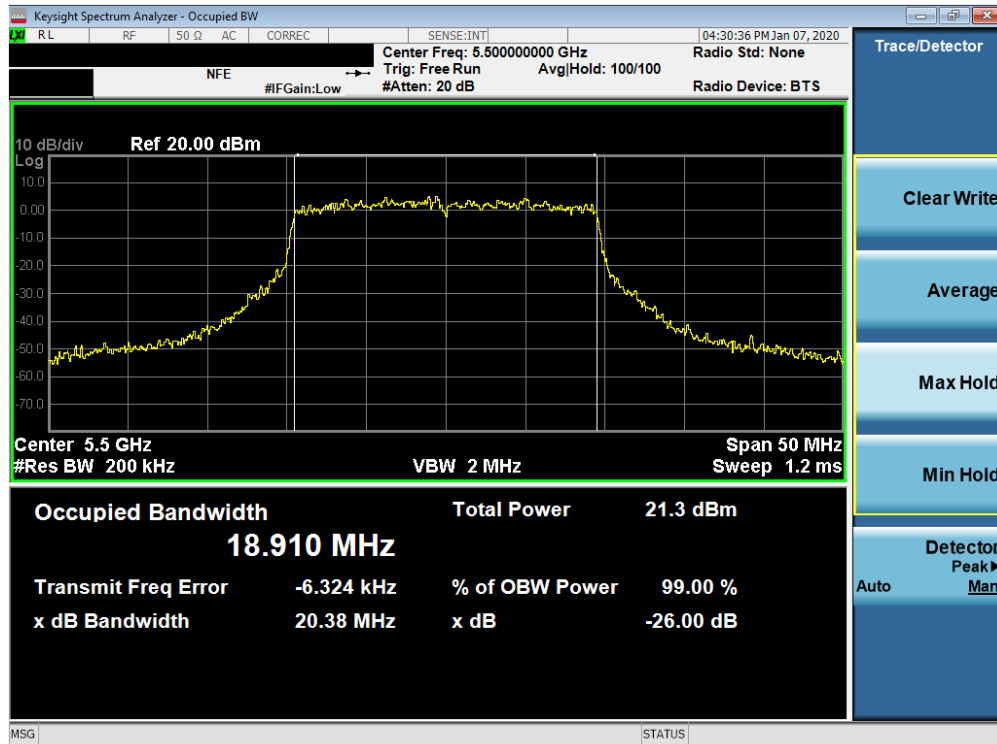 Keysight Spectrum Analyzer - Occupied BW
LXI RL RF 50 Ω AC CORREC SENSE:INT 04:30:36 PM Jan 07, 2020
Center Freq: 5.500000000 GHz Radio Std: None
NFE Trig: Free Run Avg|Hold: 100/100
#IFGain:Low #Atten: 20 dB Radio Device: BTS
10 dB/div Ref 20.00 dBm
Log
10.0
0.00
-10.0
-20.0
-30.0
-40.0
-50.0
-60.0
-70.0
Center 5.5 GHz Span 50 MHz
#Res BW 200 kHz VBW 2 MHz Sweep 1.2 ms
Occupied Bandwidth Total Power 21.3 dBm
18.910 MHz
Transmit Freq Error -6.324 kHz % of OBW Power 99.00 %
x dB Bandwidth 20.38 MHz x dB -26.00 dB
MSG STATUS
Trace/Detector
Clear Write
Average
Max Hold
Min Hold
Detector
Peak
Auto Man